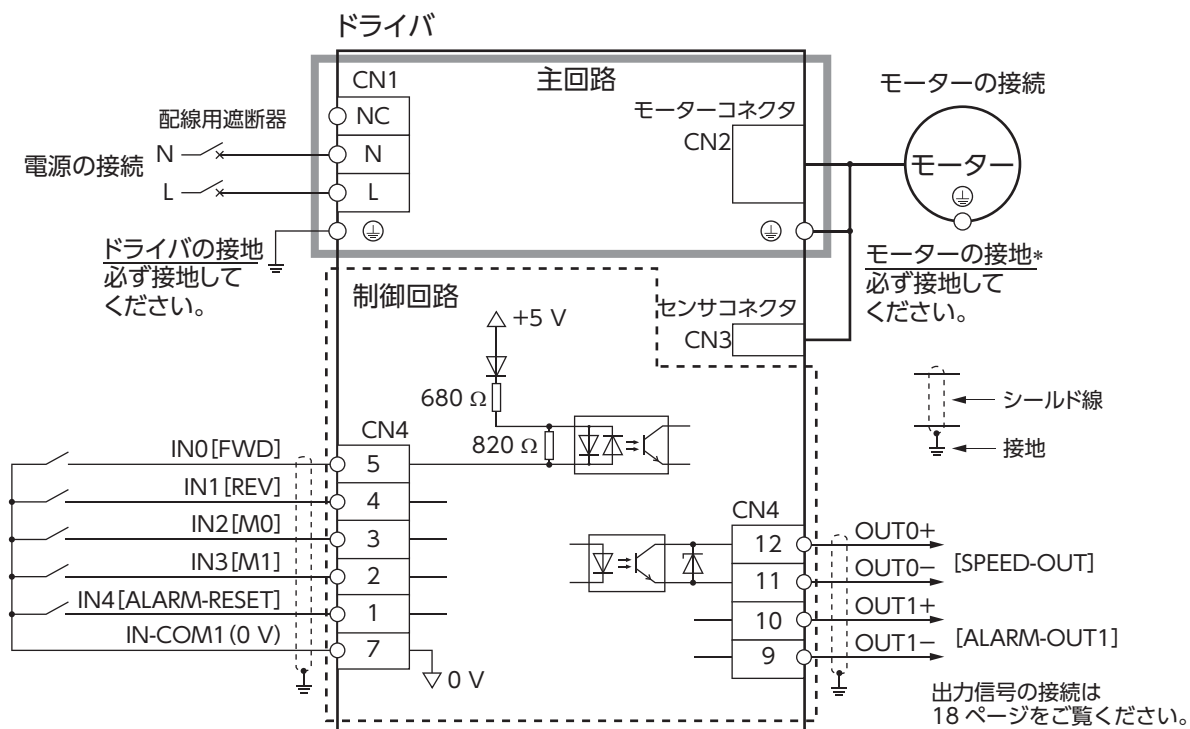 ドライバ
CN1
主回路
モーターの接続
NC
モーターコネクタ
配線用遮断器
CN2
電源の接続
N
N
モーター
L
L
ドライバの接地
必ず接地して
ください。
モーターの接地*
必ず接地して
ください。
制御回路
センサコネクタ
+5 V
CN3
680 Ω
シールド線
CN4
820 Ω
接地
IN0[FWD]
5
IN1[REV]
4
IN2[M0]
3
CN4
IN3[M1]
2
12
OUT0+
[SPEED-OUT]
11
OUT0−
IN4[ALARM-RESET]
1
10
OUT1+
[ALARM-OUT1]
IN-COM1(0 V)
7
9
OUT1−
0 V
出力信号の接続は
18 ページをご覧ください。